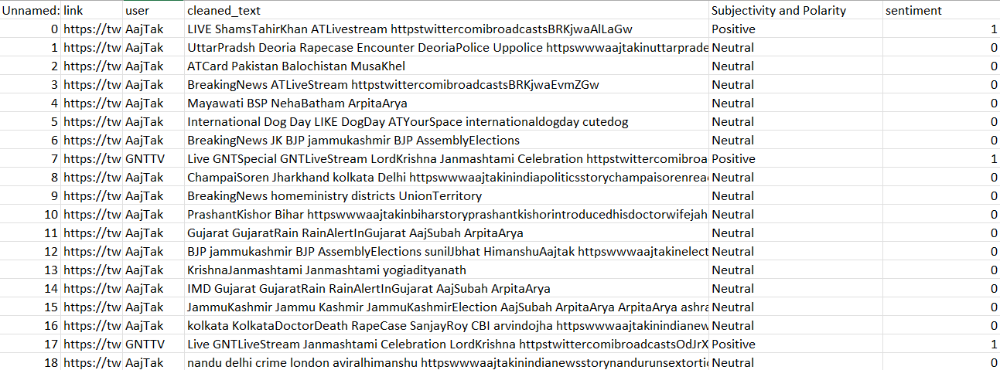 Unnamed: link user cleaned_text Subjectivity and Polarity sentiment
0 https://tw AajTak LIVE ShamsTahirKhan ATLivestream httpstwittercomibroadcastsBRKjwaAlLaGw Positive 1
1 https://tw AajTak UttarPradsh Deoria Rapecase Encounter DeoriaPolice Uppolice httpswwwaajtakinuttarprade Neutral 0
2 https://tw AajTak ATCard Pakistan Balochistan MusaKhel Neutral 0
3 https://tw AajTak BreakingNews ATLiveStream httpstwittercomibroadcastsBRKjwaEvmZGw Neutral 0
4 https://tw AajTak Mayawati BSP NehaBatham ArpitaArya Neutral 0
5 https://tw AajTak International Dog Day LIKE DogDay ATYourSpace internationaldogday cutedog Neutral 0
6 https://tw AajTak BreakingNews JK BJP jammukashmir BJP AssemblyElections Neutral 0
7 https://tw GNTTV Live GNTSpecial GNTLiveStream LordKrishna Janmashtami Celebration httpstwittercomibroa Positive 1
8 https://tw AajTak ChampaiSoren Jharkhand kolkata Delhi httpswwwaajtakinindiapoliticsstorychampaisorenreac Neutral 0
9 https://tw AajTak BreakingNews homeministry districts UnionTerritory Neutral 0
10 https://tw AajTak PrashantKishor Bihar httpswwwaajtakinbiharstoryprashantkishorintroducedhisdoctorwifejah Neutral 0
11 https://tw AajTak Gujarat GujaratRain RainAlertInGujarat AajSubah ArpitaArya Neutral 0
12 https://tw AajTak BJP jammukashmir BJP AssemblyElections sunilJbhat HimanshuAajtak httpswwwaajtakinelect Neutral 0
13 https://tw AajTak KrishnaJanmashtami Janmashtami yogiadityanath Neutral 0
14 https://tw AajTak IMD Gujarat GujaratRain RainAlertInGujarat AajSubah ArpitaArya Neutral 0
15 https://tw AajTak JammuKashmir Jammu Kashmir JammuKashmirElection AajSubah ArpitaArya ArpitaArya ashra Neutral 0
16 https://tw AajTak kolkata KolkataDoctorDeath RapeCase SanjayRoy CBI arvindojha httpswwwaajtakinindianew Neutral 0
17 https://tw GNTTV Live GNTLiveStream Janmashtami Celebration LordKrishna httpstwittercomibroadcastsOdJrX Positive 1
18 https://tw AajTak nandu delhi crime london aviralhimanshu httpswwwaajtakinindianewsstorynandurunsextortic Neutral 0